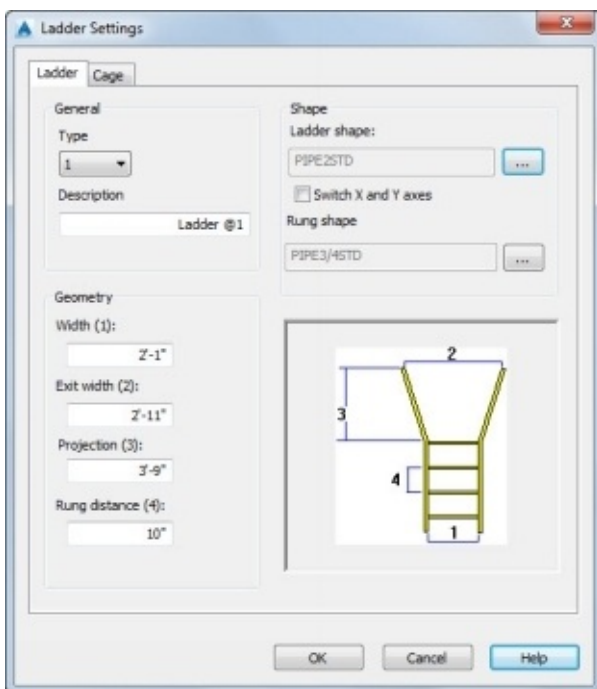 Ladder Settings
Ladder
Cage
General
Type
1
Description
Ladder @1
Shape
Ladder shape:
PIPE2STD
...
Switch X and Y axes
Rung shape
PIPE3/4STD
...
Geometry
Width (1):
2'-1"
Exit width (2):
2'-11"
Projection (3):
3'-9"
Rung distance (4):
10"
2
3
4
1
OK
Cancel
Help